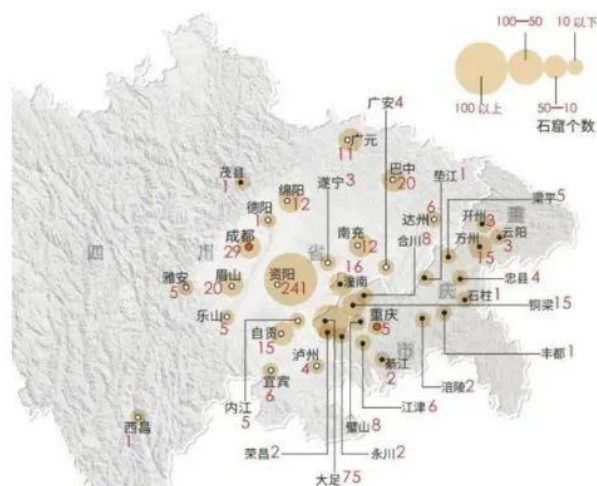 100—50
10 以下
100 以上
50—10
石窟个数
广安 4
广元
11
茂县
1
巴中
20
垫江 1
遂宁 3
绵阳
12
梁平 5
德阳
1
达州
6
合川 8
开州
3
重
云阳
3
万州
15
四
川
省
成都
29
南充
12
16
潼南
忠县 4
雅安
5
眉山
20
资阳
241
庆
石柱
1
铜梁 15
乐山
5
自贡
15
重庆
5
市
丰都 1
泸州
4
綦江
2
涪陵 2
宜宾
6
内江
5
江津 6
璧山 8
西昌
1
荣昌 2
永川 2
大足 75